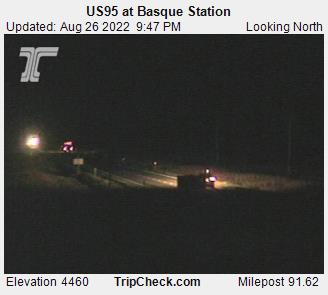 US95 at Basque Station
Updated: Aug 26 2022  9:47 PM Looking North
Elevation 4460 TripCheck.com Milepost 91.62